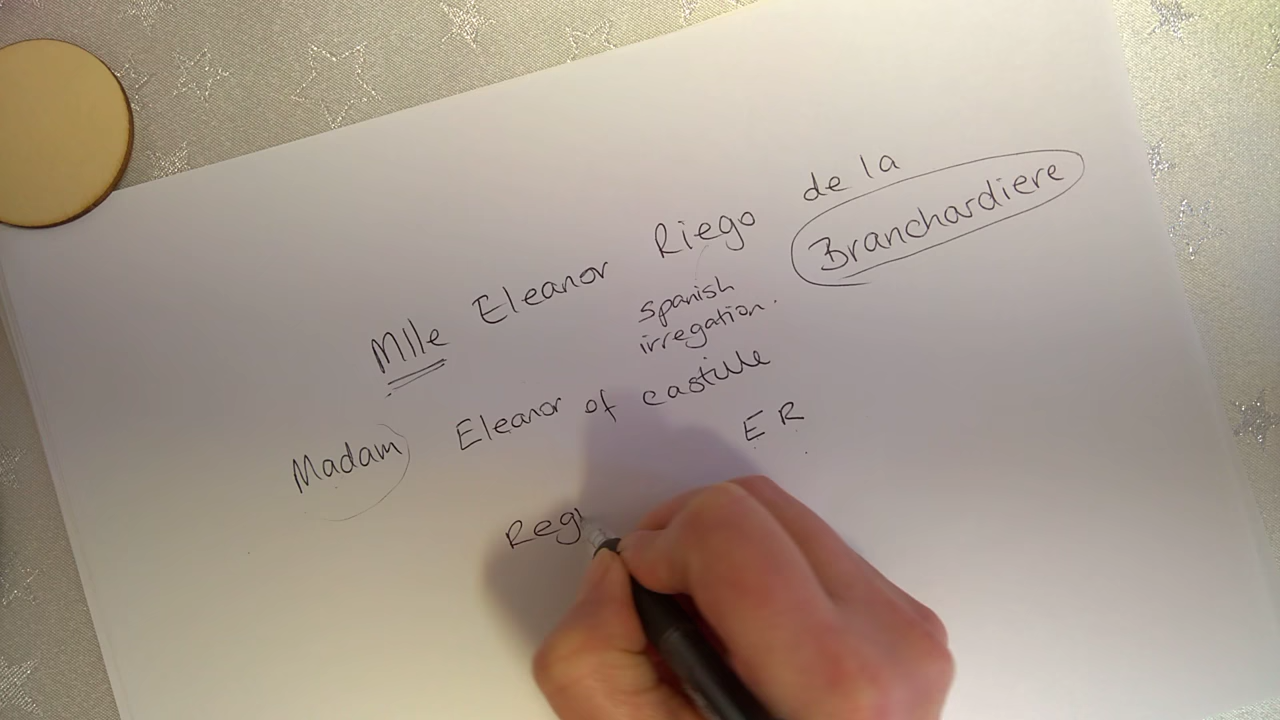 Mlle Eleanor Riego de la Branchardiere
spanish
irregation.
Madam Eleanor of castille
E R
Reg